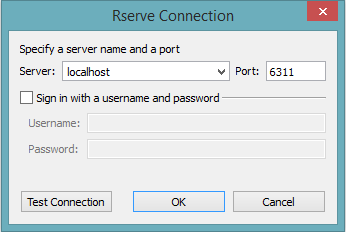 Rserve Connection
Specify a server name and a port
Server: localhost Port: 6311
Sign in with a username and password
Username:
Password:
Test Connection OK Cancel